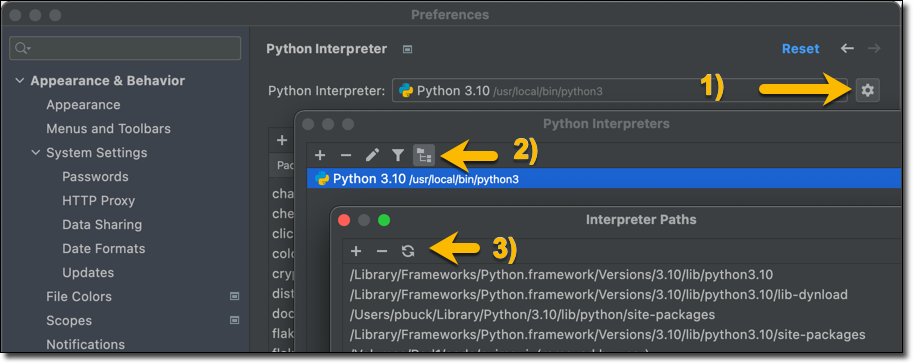 Preferences
Python Interpreter
Reset
Python Interpreter: Python 3.10 /usr/local/bin/python3
1)
Appearance & Behavior
Appearance
Menus and Toolbars
System Settings
Passwords
HTTP Proxy
Data Sharing
Date Formats
Updates
File Colors
Scopes
Notifications
Pac
cha
che
clic
colo
cryp
dist
doc
flak
Python Interpreters
2)
Python 3.10 /usr/local/bin/python3
Interpreter Paths
3)
/Library/Frameworks/Python.framework/Versions/3.10/lib/python3.10
/Library/Frameworks/Python.framework/Versions/3.10/lib/python3.10/lib-dynload
/Users/pbuck/Library/Python/3.10/lib/python/site-packages
/Library/Frameworks/Python.framework/Versions/3.10/lib/python3.10/site-packages